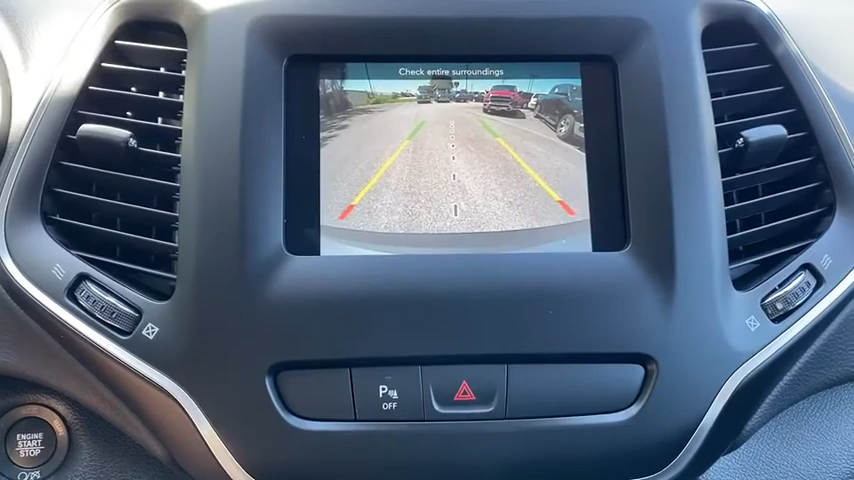 Check entire surroundings
P
OFF
ENGINE
START
STOP